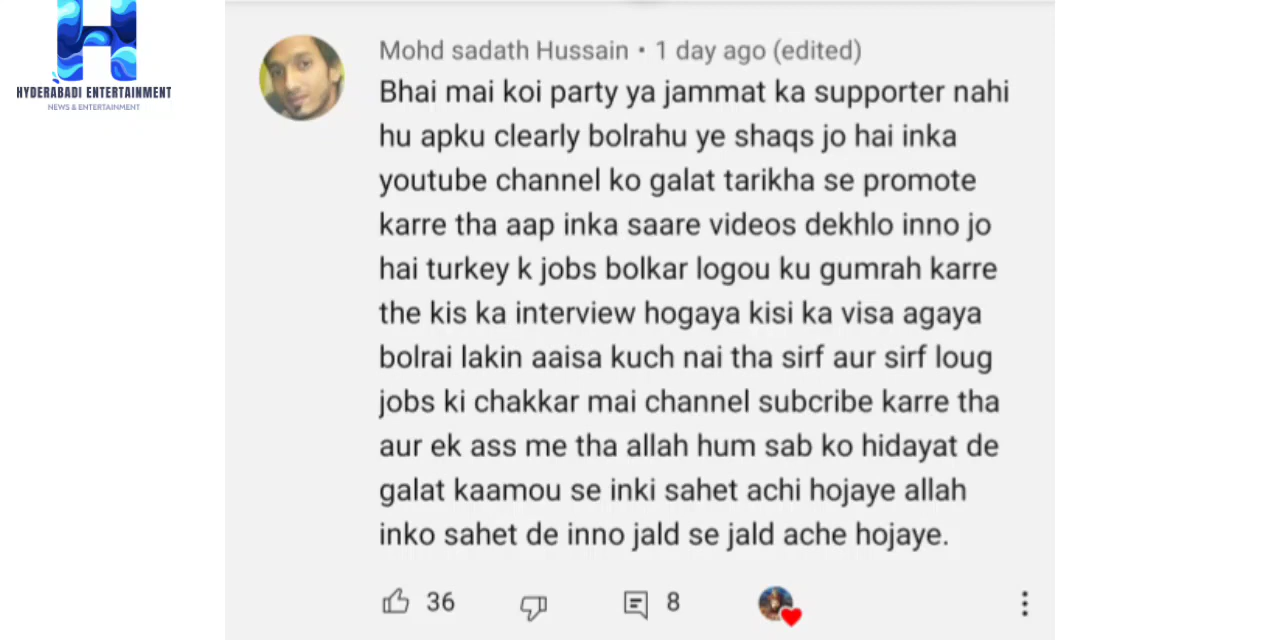 HYDERABADI ENTERTAINMENT
NEWS & ENTERTAINMENT
Mohd sadath Hussain • 1 day ago (edited)
Bhai mai koi party ya jammat ka supporter nahi
hu apku clearly bolrahu ye shaqs jo hai inka
youtube channel ko galat tarikha se promote
karre tha aap inka saare videos dekhlo inno jo
hai turkey k jobs bolkar logou ku gumrah karre
the kis ka interview hogaya kisi ka visa agaya
bolrai lakin aaisa kuch nai tha sirf aur sirf loug
jobs ki chakkar mai channel subcribe karre tha
aur ek ass me tha allah hum sab ko hidayat de
galat kaamou se inki sahet achi hojaye allah
inko sahet de inno jald se jald ache hojaye.
36 8